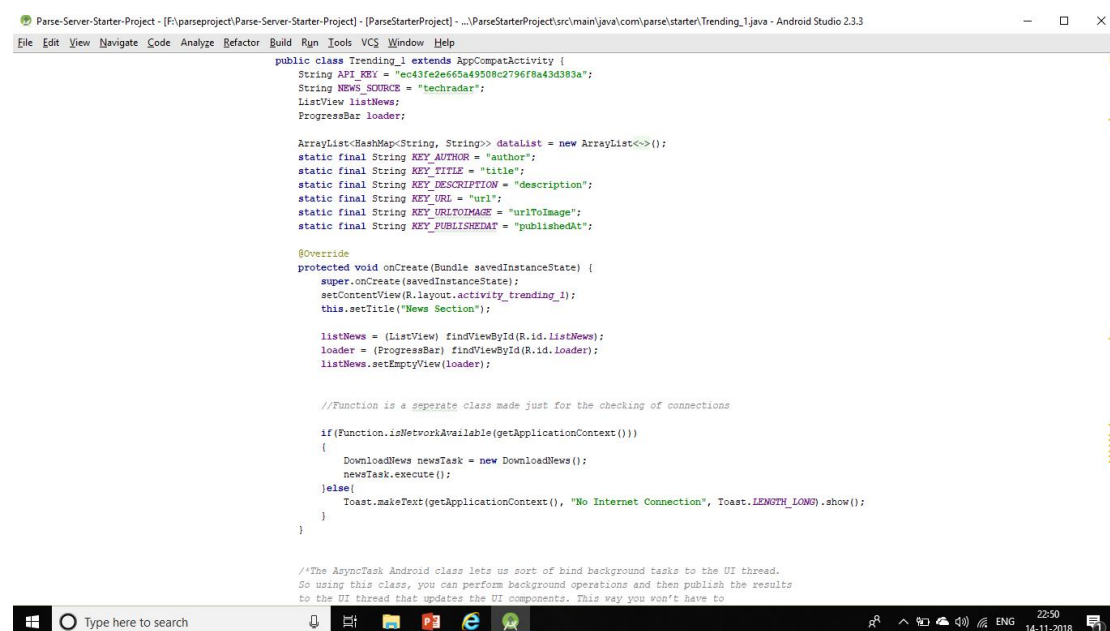 Parse-Server-Starter-Project - [F:\parseproject\Parse-Server-Starter-Project] - [ParseStarterProject] - ...\ParseStarterProject\src\main\java\com\parse\starter\Trending_1.java - Android Studio 2.3.3
File Edit View Navigate Code Analyze Refactor Build Run Tools VCS Window Help
public class Trending_1 extends AppCompatActivity {
String API_KEY = "ec43fe2e665a49508c2796f8a43d383a";
String NEWS_SOURCE = "techradar";
ListView listNews;
ProgressBar loader;
ArrayList<HashMap<String, String>> dataList = new ArrayList<~>();
static final String KEY_AUTHOR = "author";
static final String KEY_TITLE = "title";
static final String KEY_DESCRIPTION = "description";
static final String KEY_URL = "url";
static final String KEY_URLTOIMAGE = "urlToImage";
static final String KEY_PUBLISHEDAT = "publishedAt";
@Override
protected void onCreate(Bundle savedInstanceState) {
super.onCreate(savedInstanceState);
setContentView(R.layout.activity_trending_1);
this.setTitle("News Section");
listNews = (ListView) findViewById(R.id.listNews);
loader = (ProgressBar) findViewById(R.id.loader);
listNews.setEmptyView(loader);
//Function is a seperate class made just for the checking of connections
if(Function.isNetworkAvailable(getApplicationContext()))
{
DownloadNews newsTask = new DownloadNews();
newsTask.execute();
}else{
Toast.makeText(getApplicationContext(), "No Internet Connection", Toast.LENGTH_LONG).show();
}
}
/*The AsyncTask Android class lets us sort of bind background tasks to the UI thread.
So using this class, you can perform background operations and then publish the results
to the UI thread that updates the UI components. This way you won't have to
Type here to search
ENG
22:50
14-11-2018